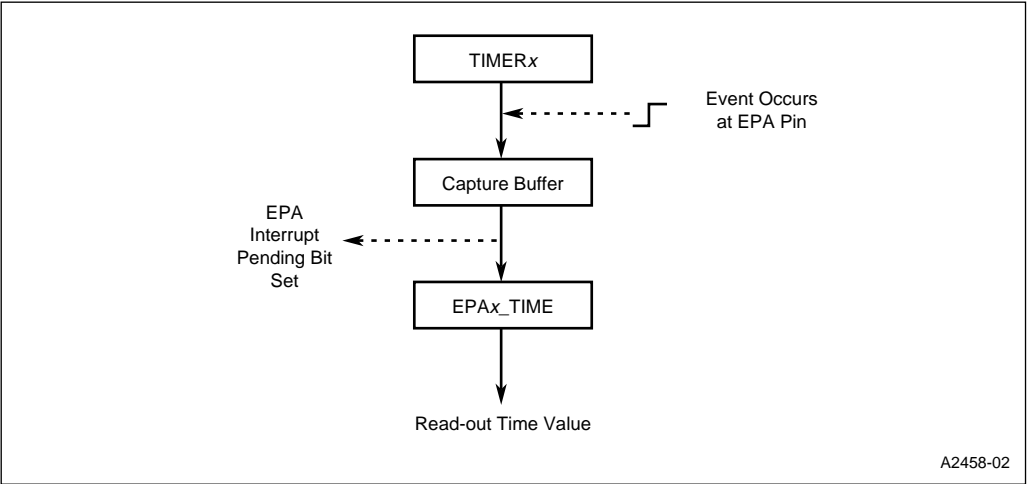 TIMERx
Event Occurs
at EPA Pin
Capture Buffer
EPA
Interrupt
Pending Bit
Set
EPAx_TIME
Read-out Time Value
A2458-02